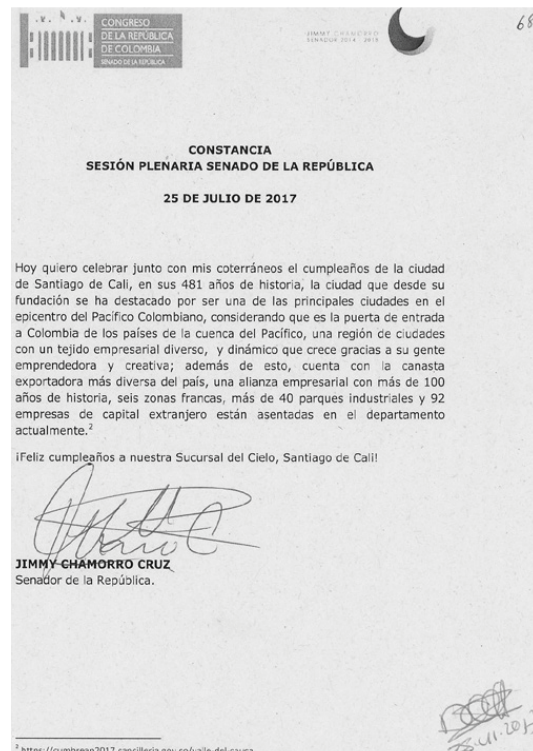 CONGRESO
DE LA REPÚBLICA
DE COLOMBIA
SENADO DE LA REPÚBLICA
JIMMY CHAMORRO
68
CONSTANCIA
SESIÓN PLENARIA SENADO DE LA REPÚBLICA
25 DE JULIO DE 2017
Hoy quiero celebrar junto con mis coterráneos el cumpleaños de la ciudad
de Santiago de Cali, en sus 481 años de historia, la ciudad que desde su
fundación se ha destacado por ser una de las principales ciudades en el
epicentro del Pacífico Colombiano, considerando que es la puerta de entrada
a Colombia de los países de la cuenca del Pacífico, una región de ciudades
con un tejido empresarial diverso, y dinámico que crece gracias a su gente
emprendedora y creativa; además de esto, cuenta con la canasta
exportadora más diversa del país, una alianza empresarial con más de 100
años de historia, seis zonas francas, más de 40 parques industriales y 92
empresas de capital extranjero están asentadas en el departamento
actualmente.²
¡Feliz cumpleaños a nuestra Sucursal del Cielo, Santiago de Cali!
JIMMY CHAMORRO CRUZ
Senador de la República.